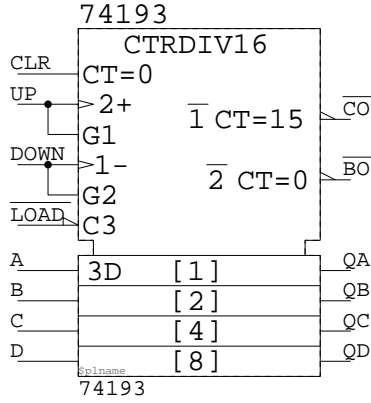 74193
CTRDIV16
CLR CT=0
UP 2+ 1 CT=15 CO
G1
DOWN 1- 2 CT=0 BO
G2
LOAD C3
A 3D [1] QA
B [2] QB
C [4] QC
D [8] QD
$plname
74193